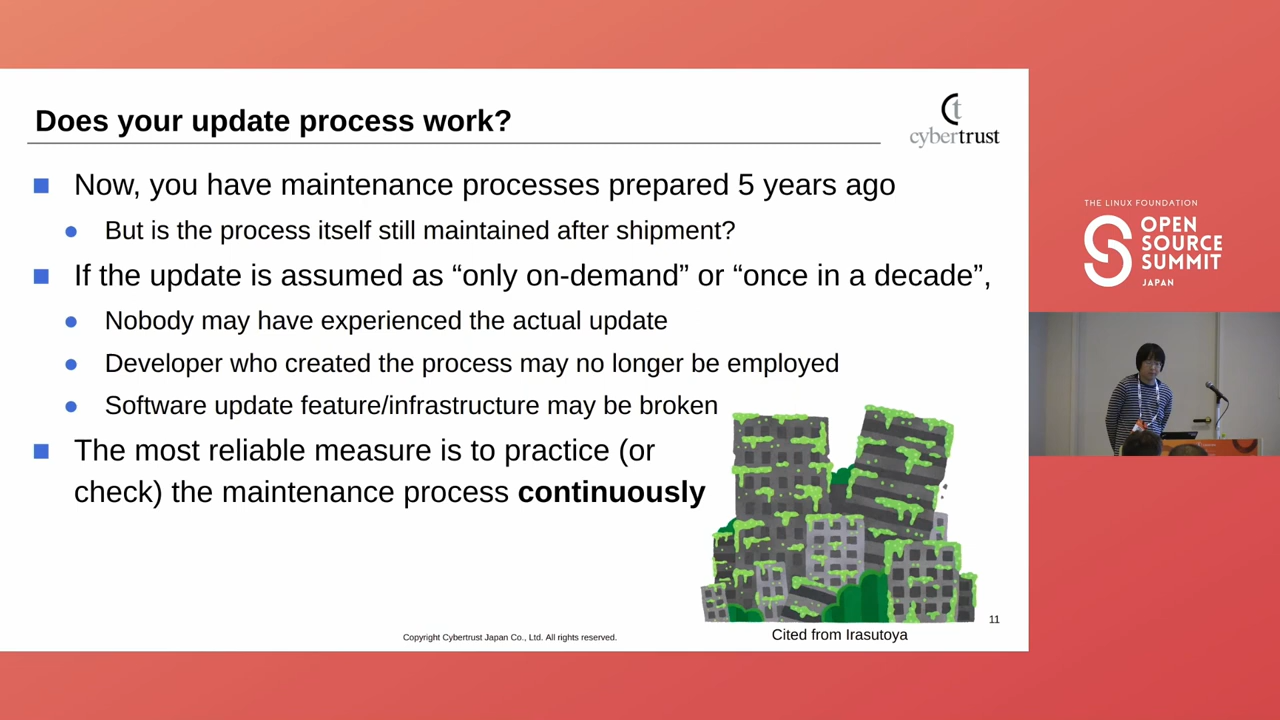 Does your update process work?
cybertrust
Now, you have maintenance processes prepared 5 years ago
But is the process itself still maintained after shipment?
If the update is assumed as “only on-demand” or “once in a decade”,
Nobody may have experienced the actual update
Developer who created the process may no longer be employed
Software update feature/infrastructure may be broken
The most reliable measure is to practice (or
check) the maintenance process continuously
11
Cited from Irasutoya
Copyright Cybertrust Japan Co., Ltd. All rights reserved.
THE LINUX FOUNDATION
OPEN
SOURCE
SUMMIT
JAPAN